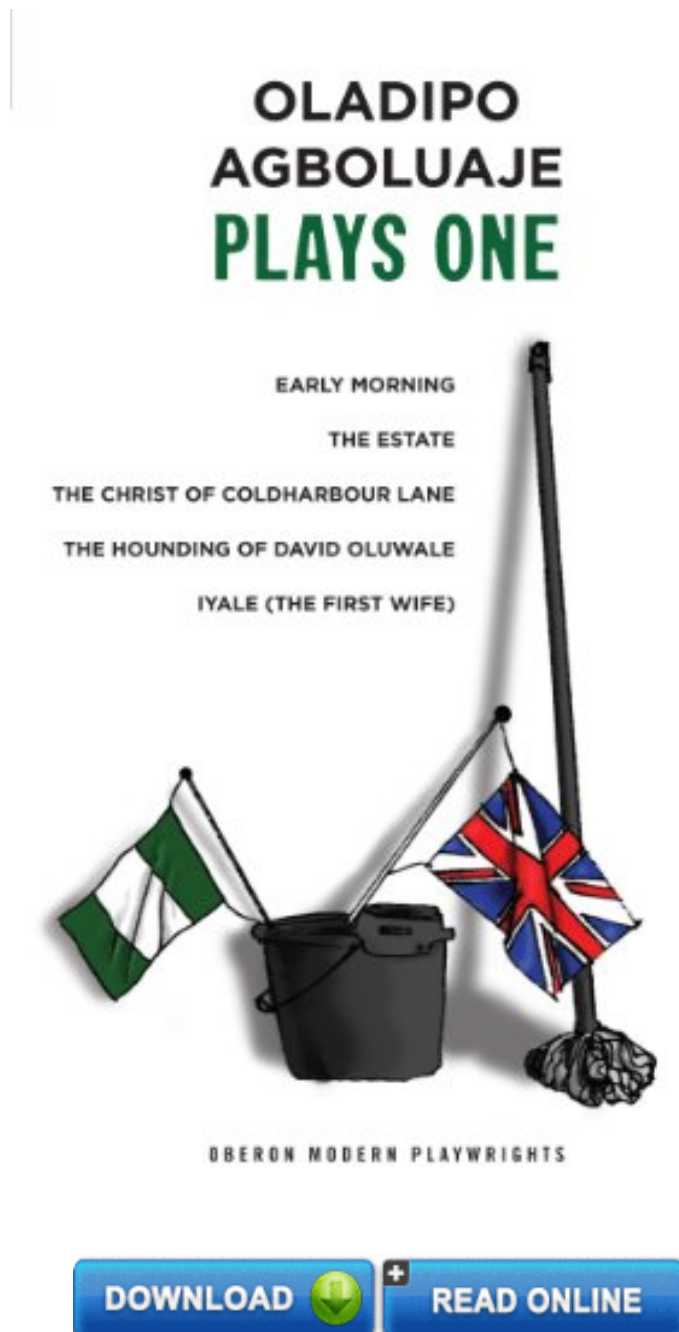 OLADIPO
AGBOLUAJE
PLAYS ONE
EARLY MORNING
THE ESTATE
THE CHRIST OF COLDHARBOUR LANE
THE HOUNDING OF DAVID OLUWALE
IYALE (THE FIRST WIFE)
OBERON MODERN PLAYWRIGHTS
DOWNLOAD
READ ONLINE